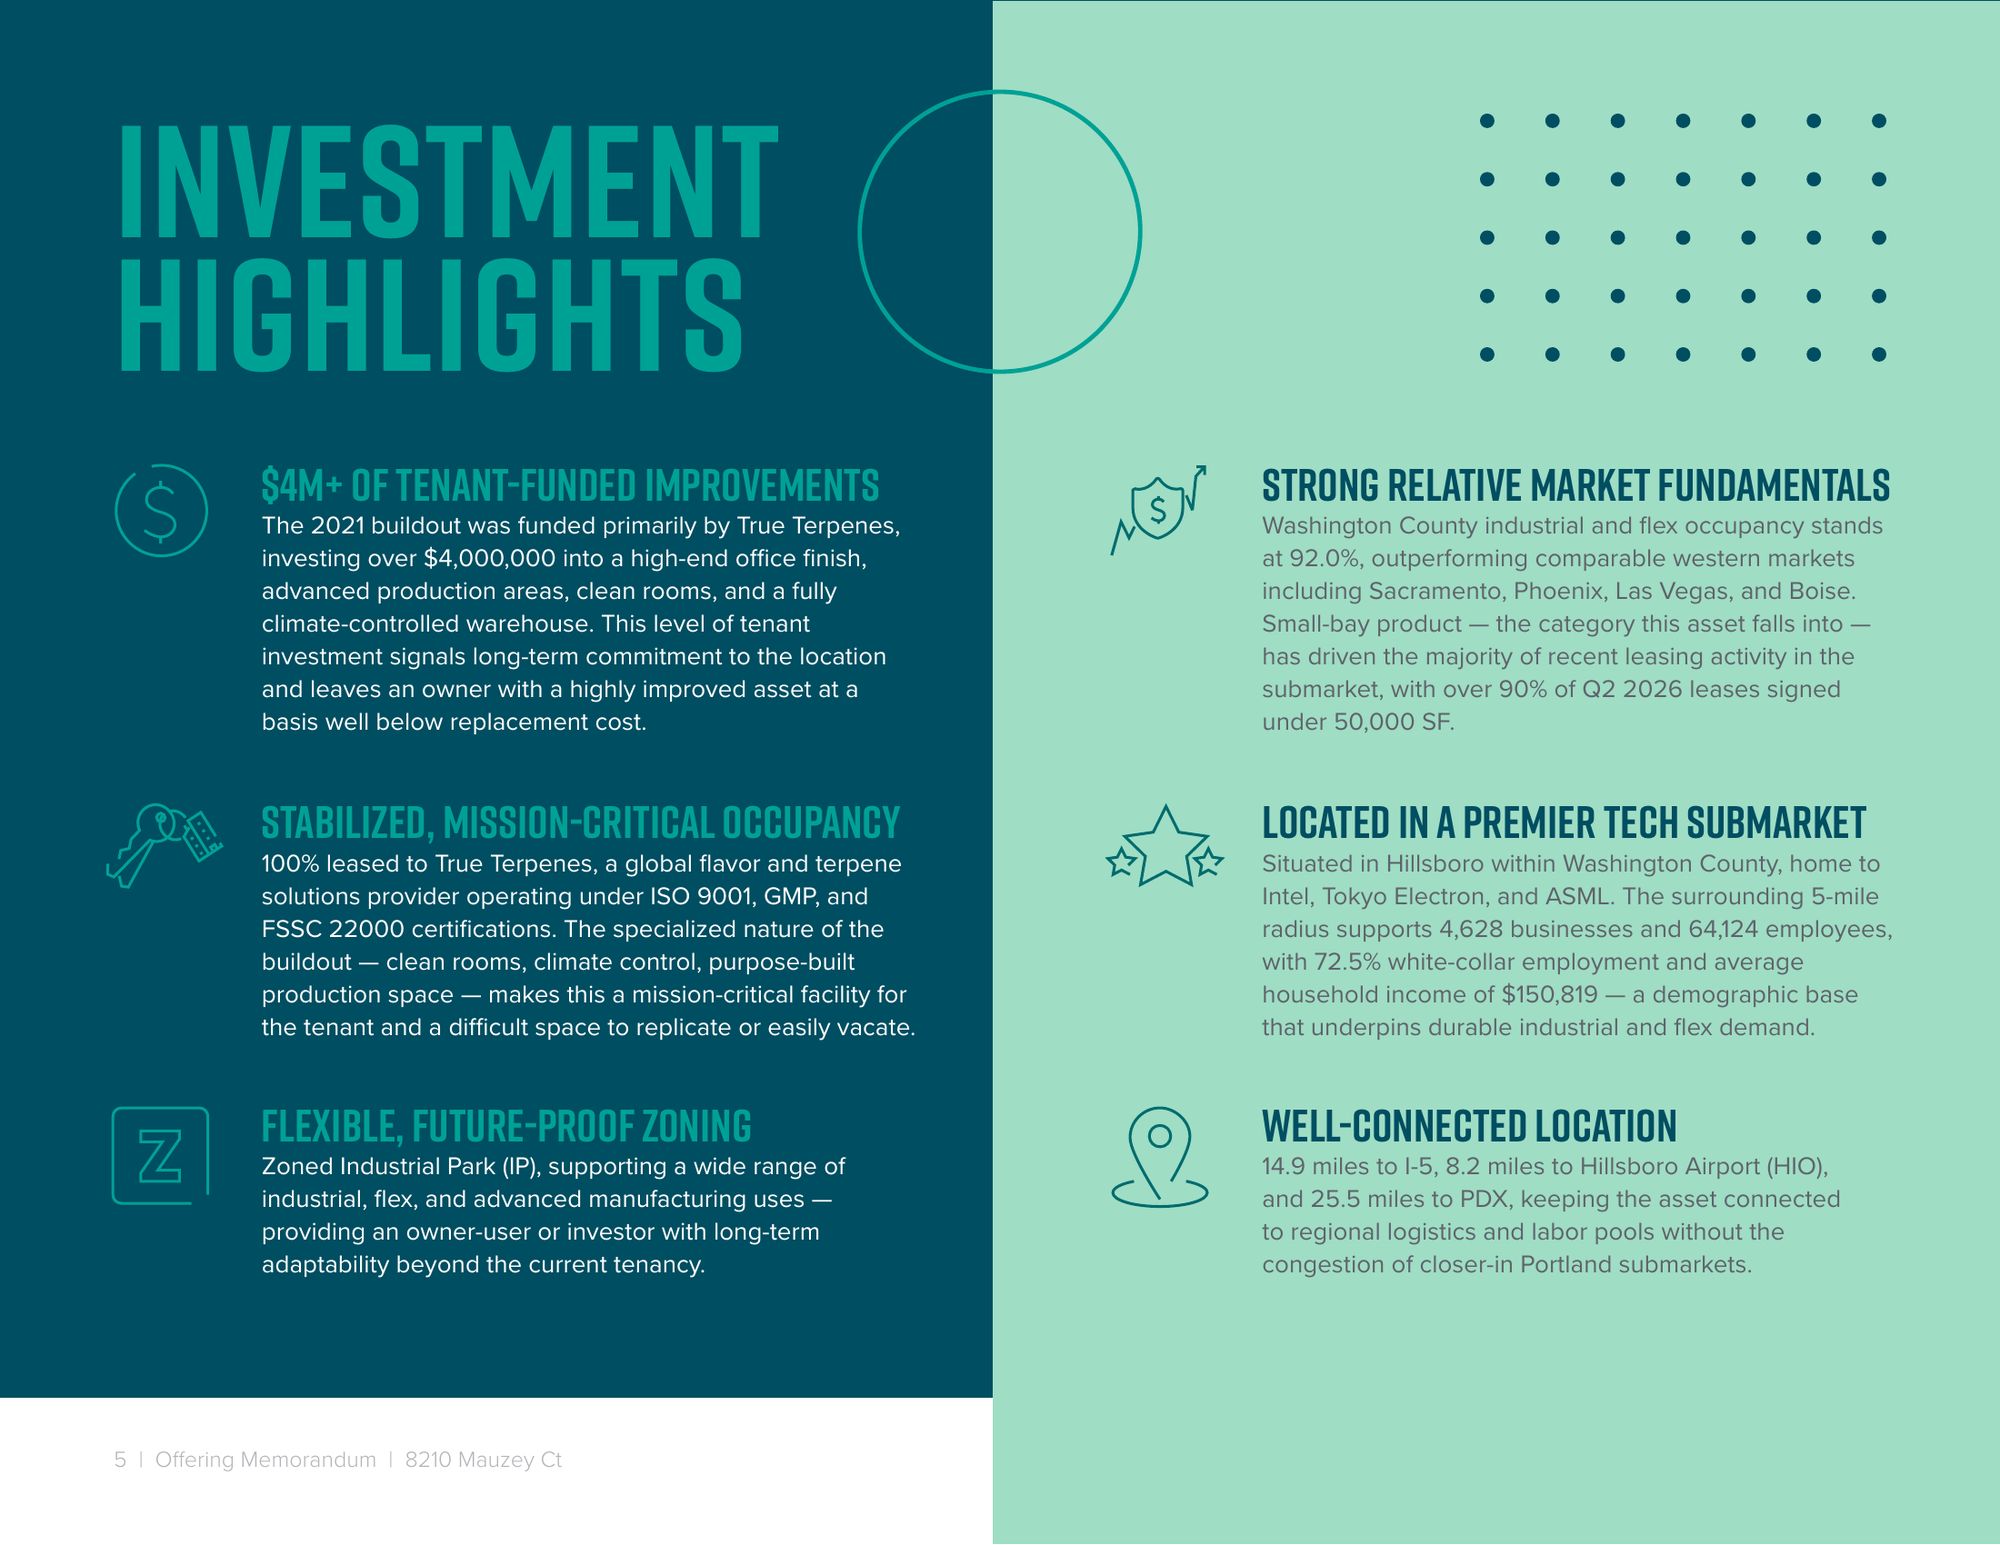 INVESTMENT
HIGHLIGHTS
$4M+ OF TENANT-FUNDED IMPROVEMENTS
The 2021 buildout was funded primarily by True Terpenes,
investing over $4,000,000 into a high-end office finish,
advanced production areas, clean rooms, and a fully
climate-controlled warehouse. This level of tenant
investment signals long-term commitment to the location
and leaves an owner with a highly improved asset at a
basis well below replacement cost.
STABILIZED, MISSION-CRITICAL OCCUPANCY
100% leased to True Terpenes, a global flavor and terpene
solutions provider operating under ISO 9001, GMP, and
FSSC 22000 certifications. The specialized nature of the
buildout — clean rooms, climate control, purpose-built
production space — makes this a mission-critical facility for
the tenant and a difficult space to replicate or easily vacate.
Z
FLEXIBLE, FUTURE-PROOF ZONING
Zoned Industrial Park (IP), supporting a wide range of
industrial, flex, and advanced manufacturing uses —
providing an owner-user or investor with long-term
adaptability beyond the current tenancy.
STRONG RELATIVE MARKET FUNDAMENTALS
Washington County industrial and flex occupancy stands
at 92.0%, outperforming comparable western markets
including Sacramento, Phoenix, Las Vegas, and Boise.
Small-bay product — the category this asset falls into —
has driven the majority of recent leasing activity in the
submarket, with over 90% of Q2 2026 leases signed
under 50,000 SF.
LOCATED IN A PREMIER TECH SUBMARKET
Situated in Hillsboro within Washington County, home to
Intel, Tokyo Electron, and ASML. The surrounding 5-mile
radius supports 4,628 businesses and 64,124 employees,
with 72.5% white-collar employment and average
household income of $150,819 — a demographic base
that underpins durable industrial and flex demand.
WELL-CONNECTED LOCATION
14.9 miles to I-5, 8.2 miles to Hillsboro Airport (HIO),
and 25.5 miles to PDX, keeping the asset connected
to regional logistics and labor pools without the
congestion of closer-in Portland submarkets.
5 | Offering Memorandum | 8210 Mauzey Ct